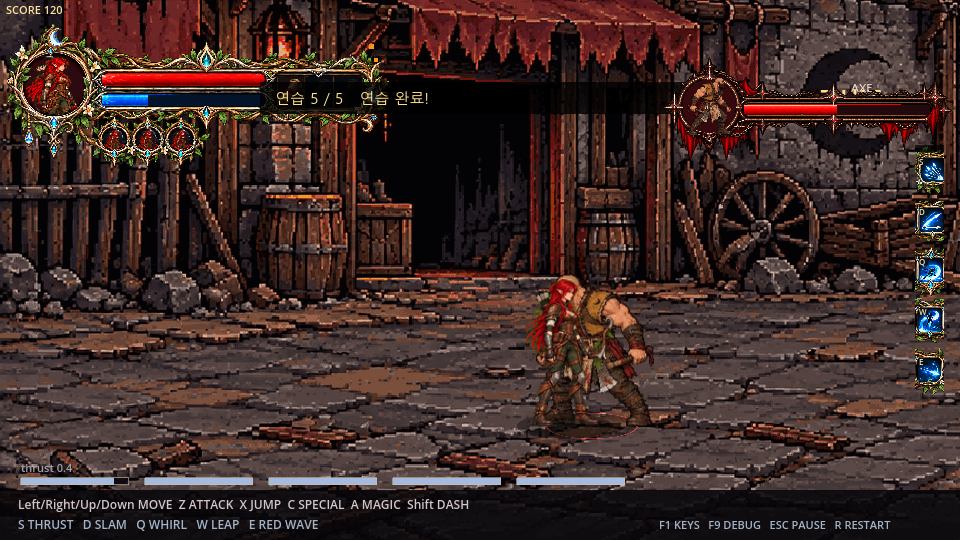 SCORE 120
연습 5 / 5 연습 완료!
AXE
D
W
E
thrust 0.4
Left/Right/Up/Down MOVE Z ATTACK X JUMP C SPECIAL A MAGIC Shift DASH
S THRUST D SLAM Q WHIRL W LEAP E RED WAVE
F1 KEYS F9 DEBUG ESC PAUSE R RESTART